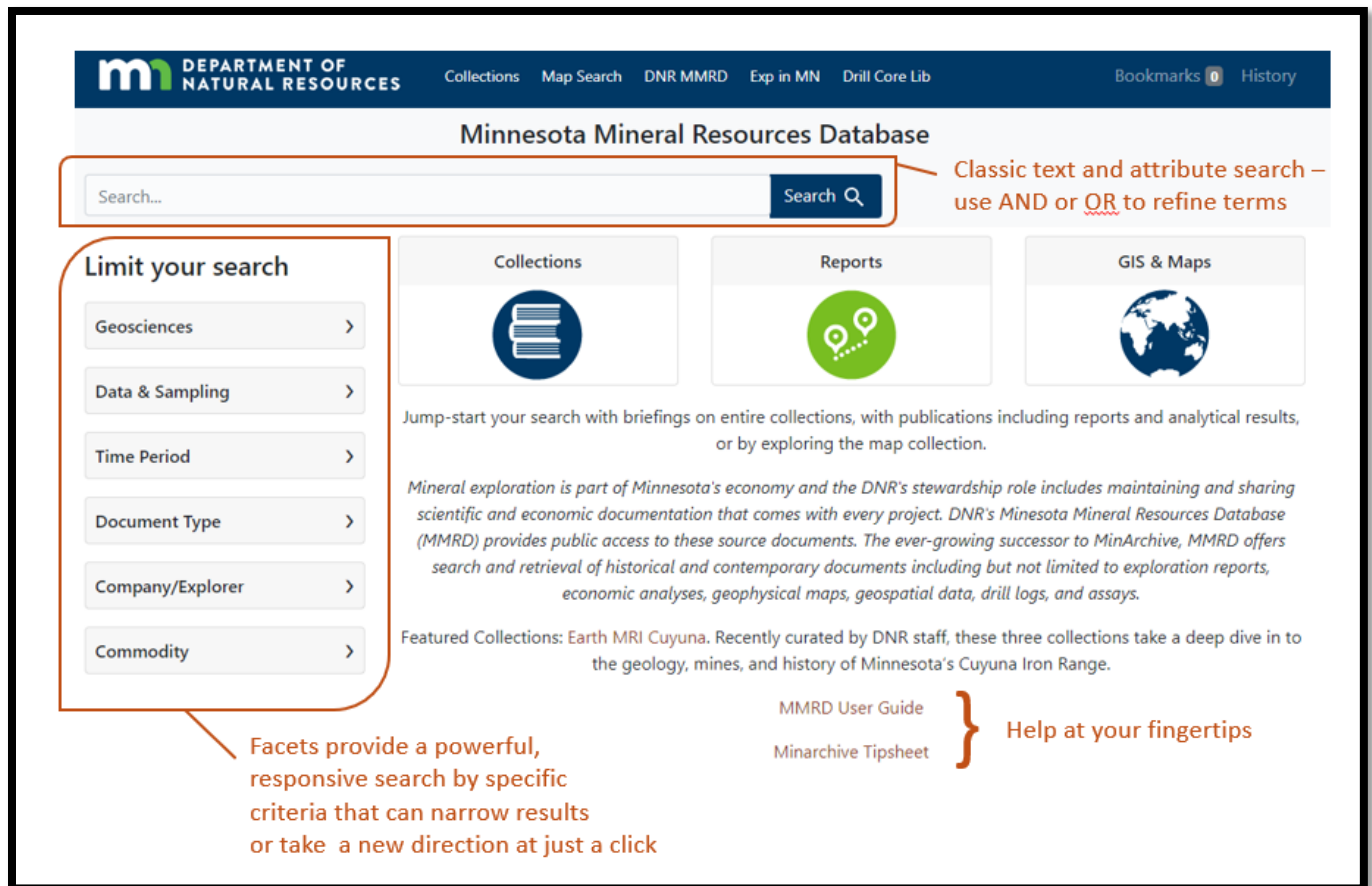 DEPARTMENT OF
NATURAL RESOURCES
Collections Map Search DNR MMRD Exp in MN Drill Core Lib
Bookmarks 0 History
Minnesota Mineral Resources Database
Search...
Search
Classic text and attribute search –
use AND or OR to refine terms
Limit your search
Geosciences
Data & Sampling
Time Period
Document Type
Company/Explorer
Commodity
Collections
Reports
GIS & Maps
Jump-start your search with briefings on entire collections, with publications including reports and analytical results,
or by exploring the map collection.
Mineral exploration is part of Minnesota's economy and the DNR's stewardship role includes maintaining and sharing
scientific and economic documentation that comes with every project. DNR's Minesota Mineral Resources Database
(MMRD) provides public access to these source documents. The ever-growing successor to MinArchive, MMRD offers
search and retrieval of historical and contemporary documents including but not limited to exploration reports,
economic analyses, geophysical maps, geospatial data, drill logs, and assays.
Featured Collections: Earth MRI Cuyuna. Recently curated by DNR staff, these three collections take a deep dive in to
the geology, mines, and history of Minnesota's Cuyuna Iron Range.
MMRD User Guide
Minarchive Tipsheet
Help at your fingertips
Facets provide a powerful,
responsive search by specific
criteria that can narrow results
or take a new direction at just a click